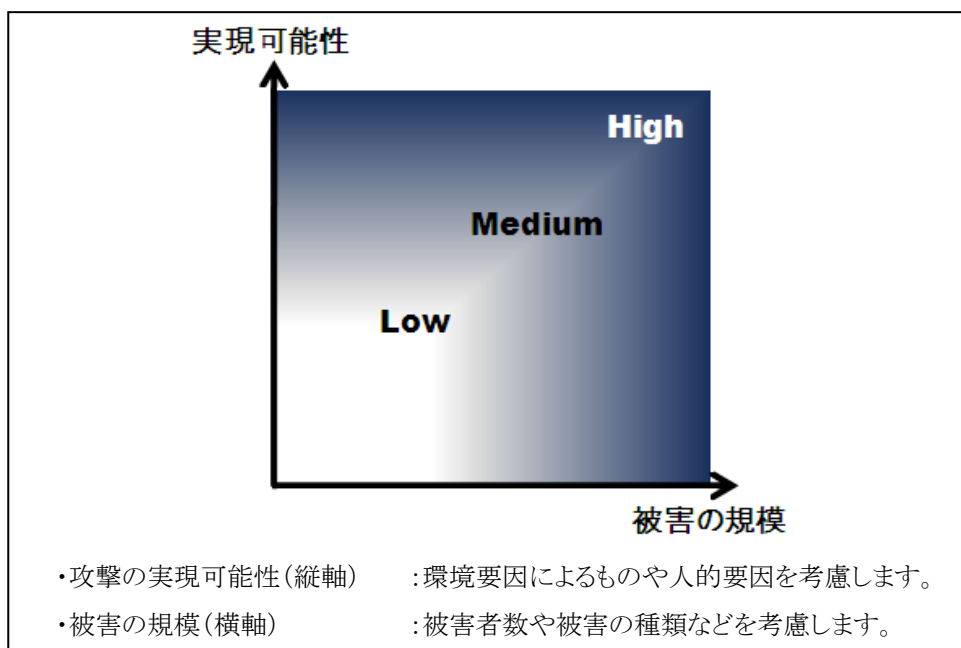 実現可能性
High
Medium
Low
被害の規模
・攻撃の実現可能性(縦軸) :環境要因によるものや人的要因を考慮します。
・被害の規模(横軸) :被害者数や被害の種類などを考慮します。